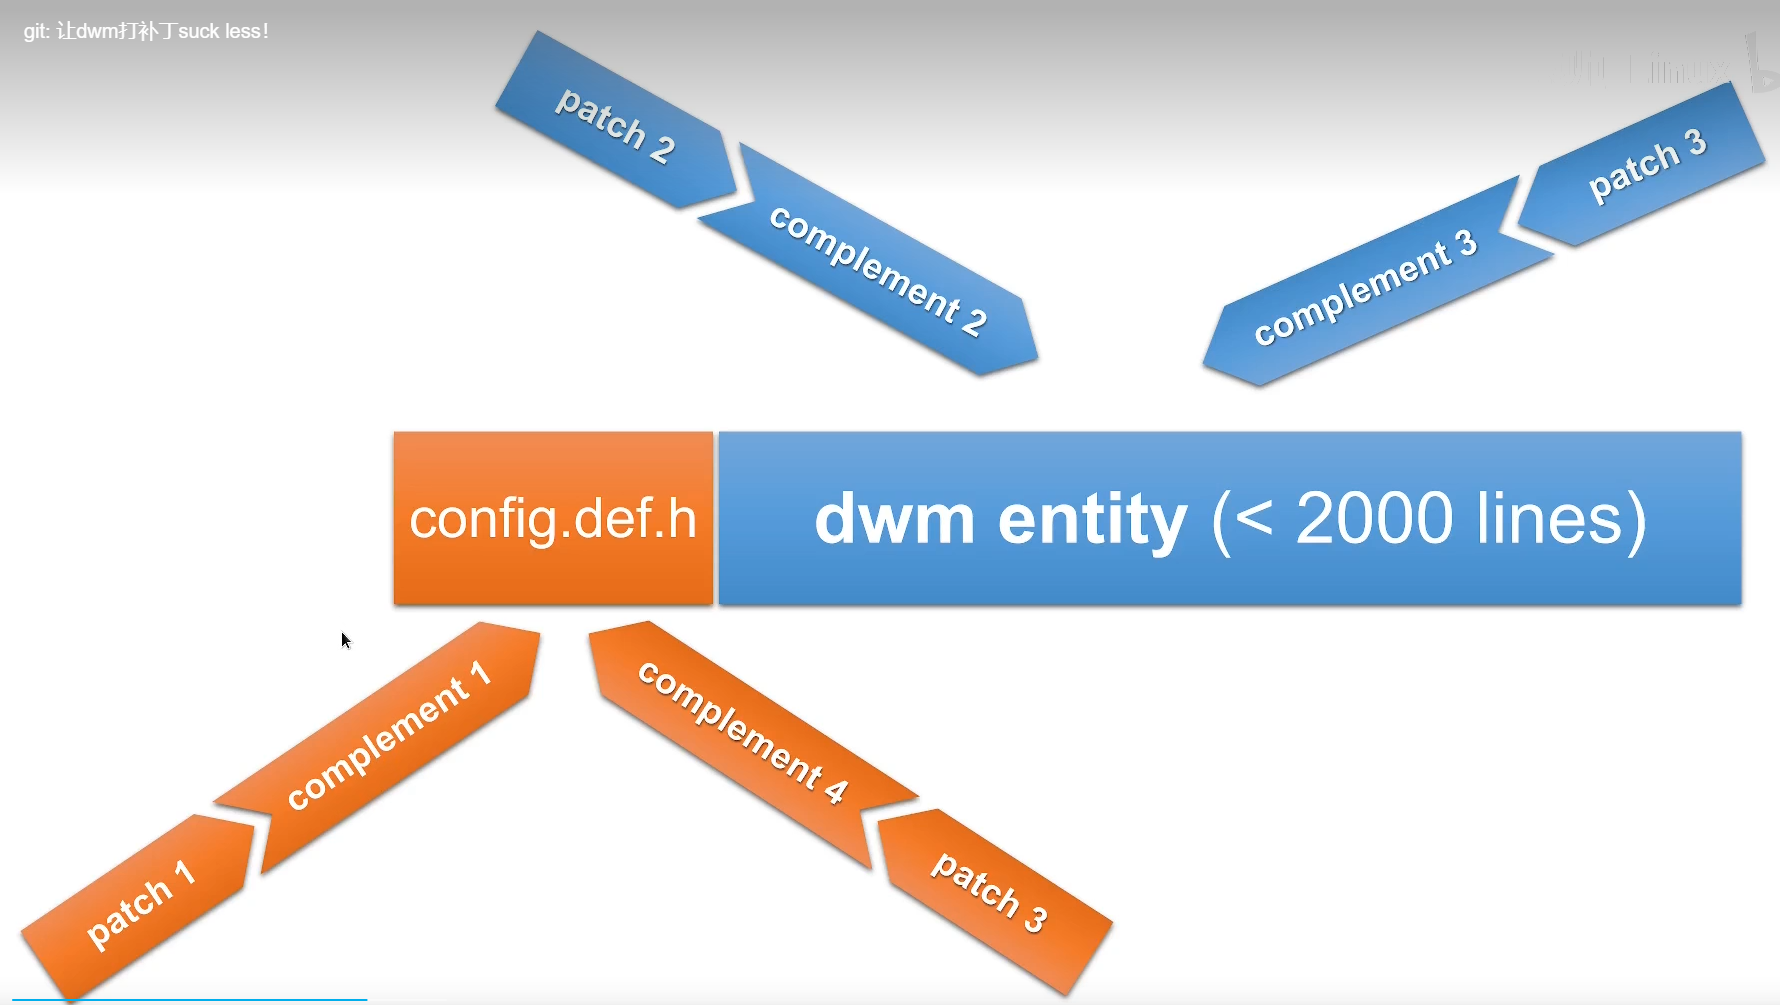 git: 让dwm打补丁suck less!
patch 2
patch 3
complement 2
complement 3
config.def.h
dwm entity (< 2000 lines)
complement 1
complement 4
patch 1
patch 3